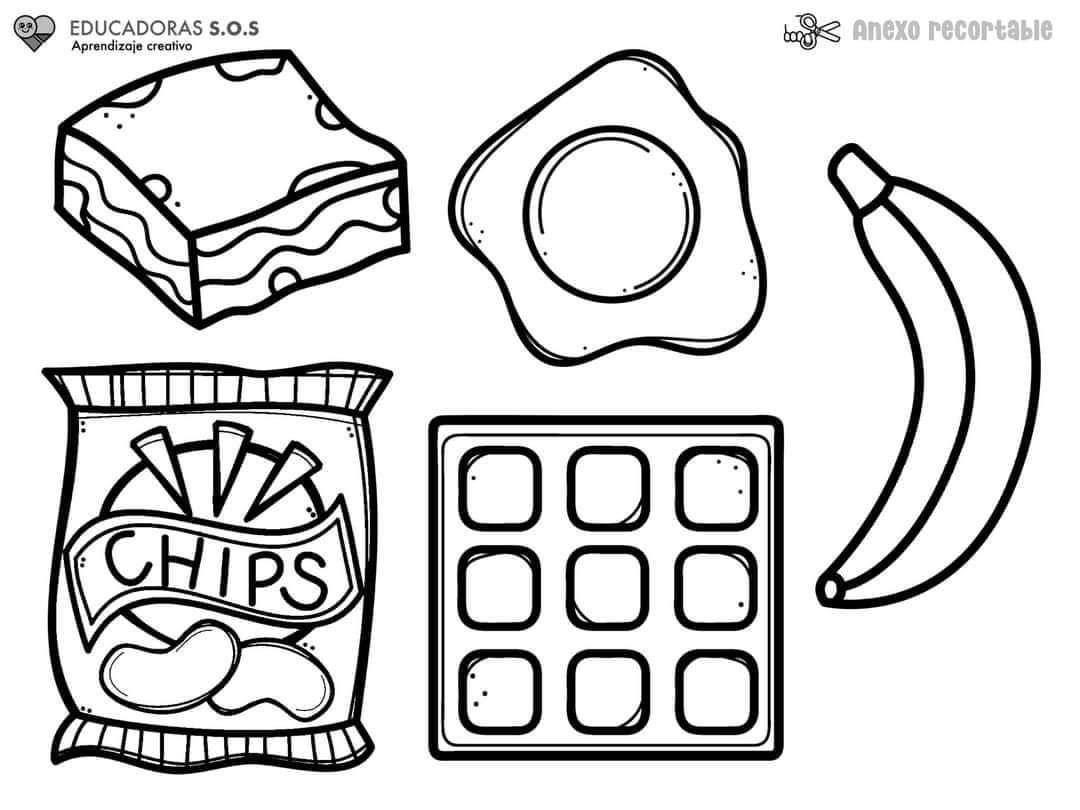 EDUCADORAS S.O.S
Aprendizaje creativo
Anexo recortable
CHIPS